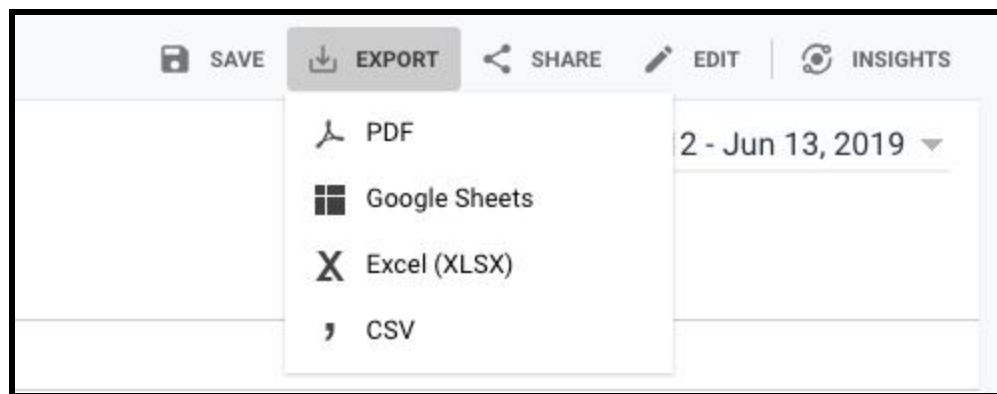 SAVE EXPORT SHARE EDIT INSIGHTS
PDF
2 - Jun 13, 2019
Google Sheets
Excel (XLSX)
CSV